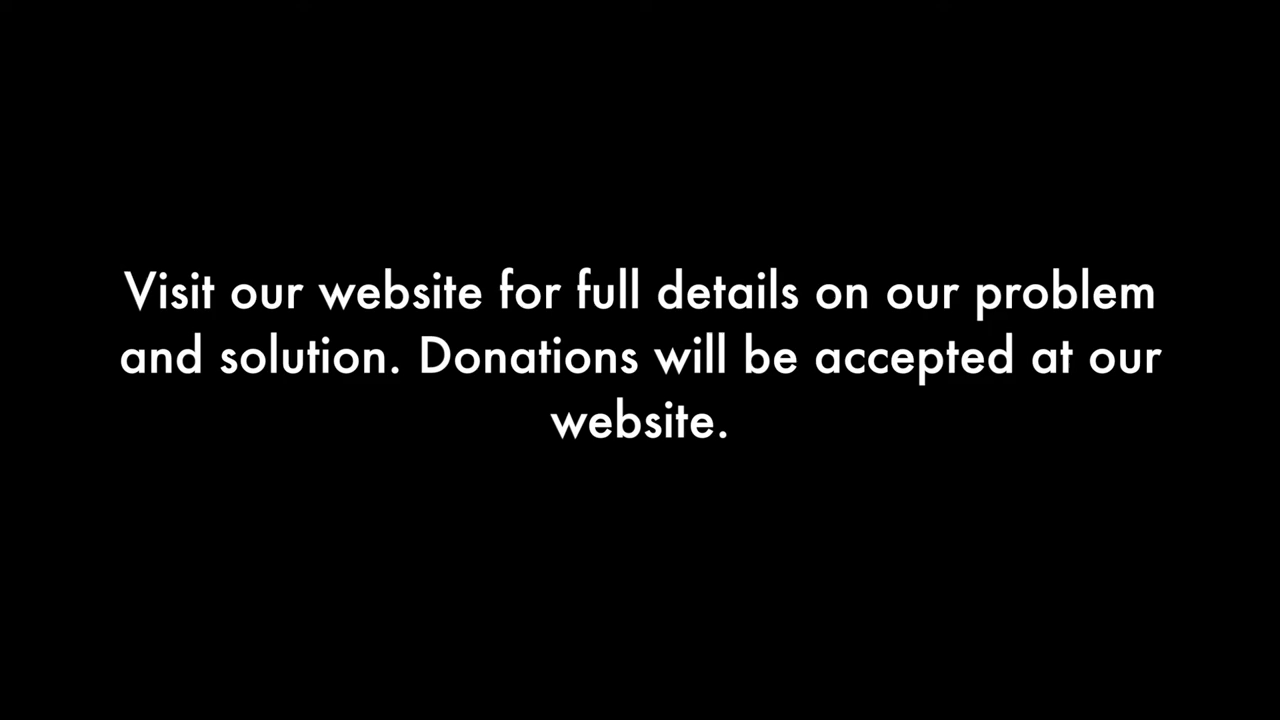 Visit our website for full details on our problem
and solution. Donations will be accepted at our
website.